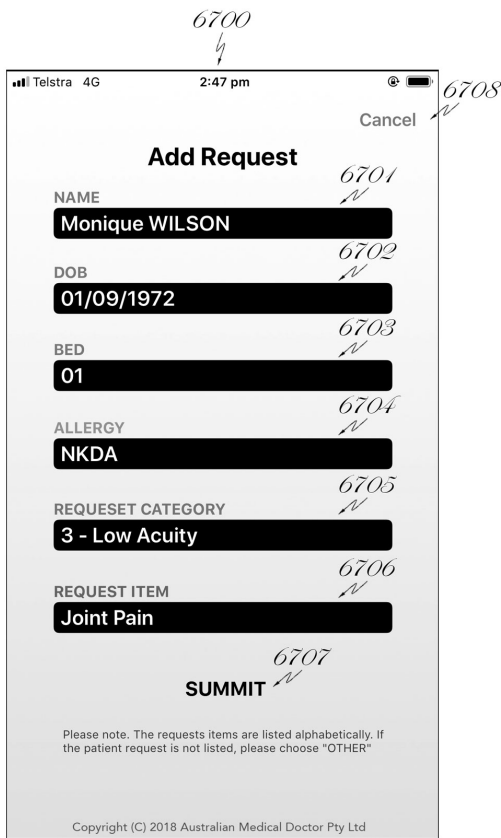 6700
Telstra 4G 2:47 pm
6708
Cancel
Add Request
6701
NAME
Monique WILSON
6702
DOB
01/09/1972
6703
BED
01
6704
ALLERGY
NKDA
6705
REQUESET CATEGORY
3 - Low Acuity
6706
REQUEST ITEM
Joint Pain
6707
SUMMIT
Please note. The requests items are listed alphabetically. If
the patient request is not listed, please choose "OTHER"
Copyright (C) 2018 Australian Medical Doctor Pty Ltd